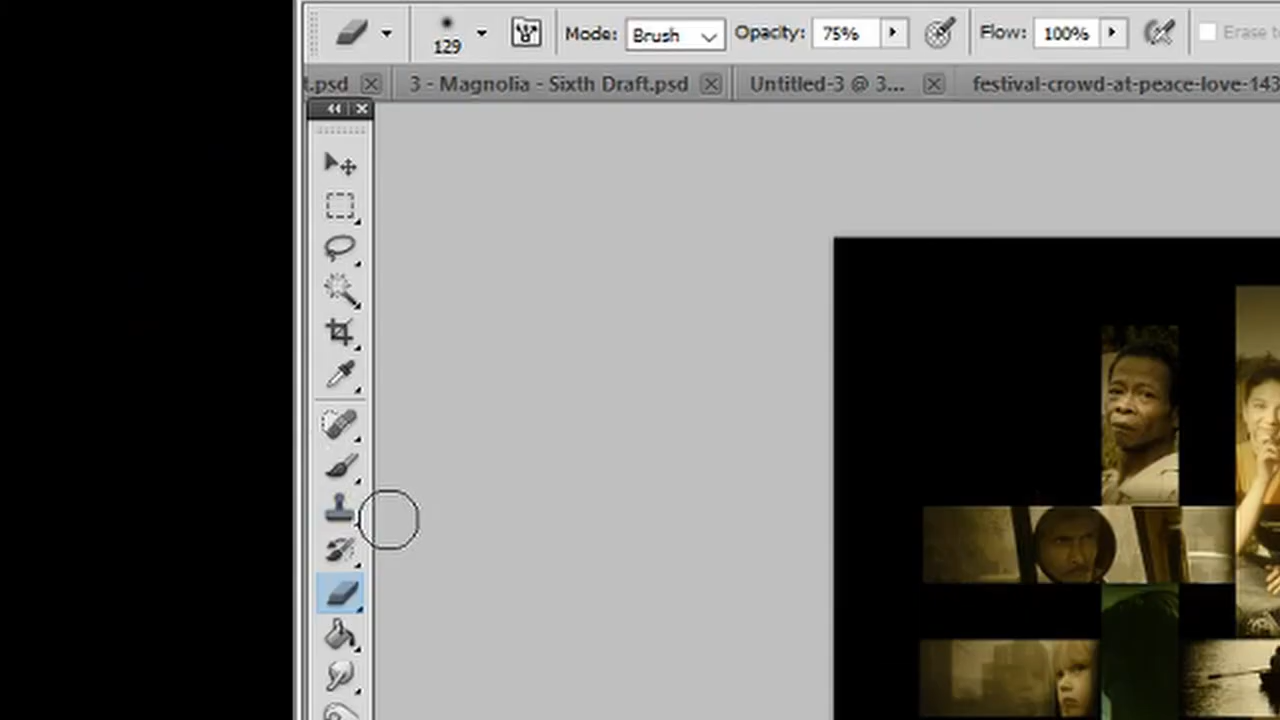 129 Mode: Brush Opacity: 75% Flow: 100% Erase
t.psd 3 - Magnolia - Sixth Draft.psd Untitled-3 @ 3... festival-crowd-at-peace-love-143